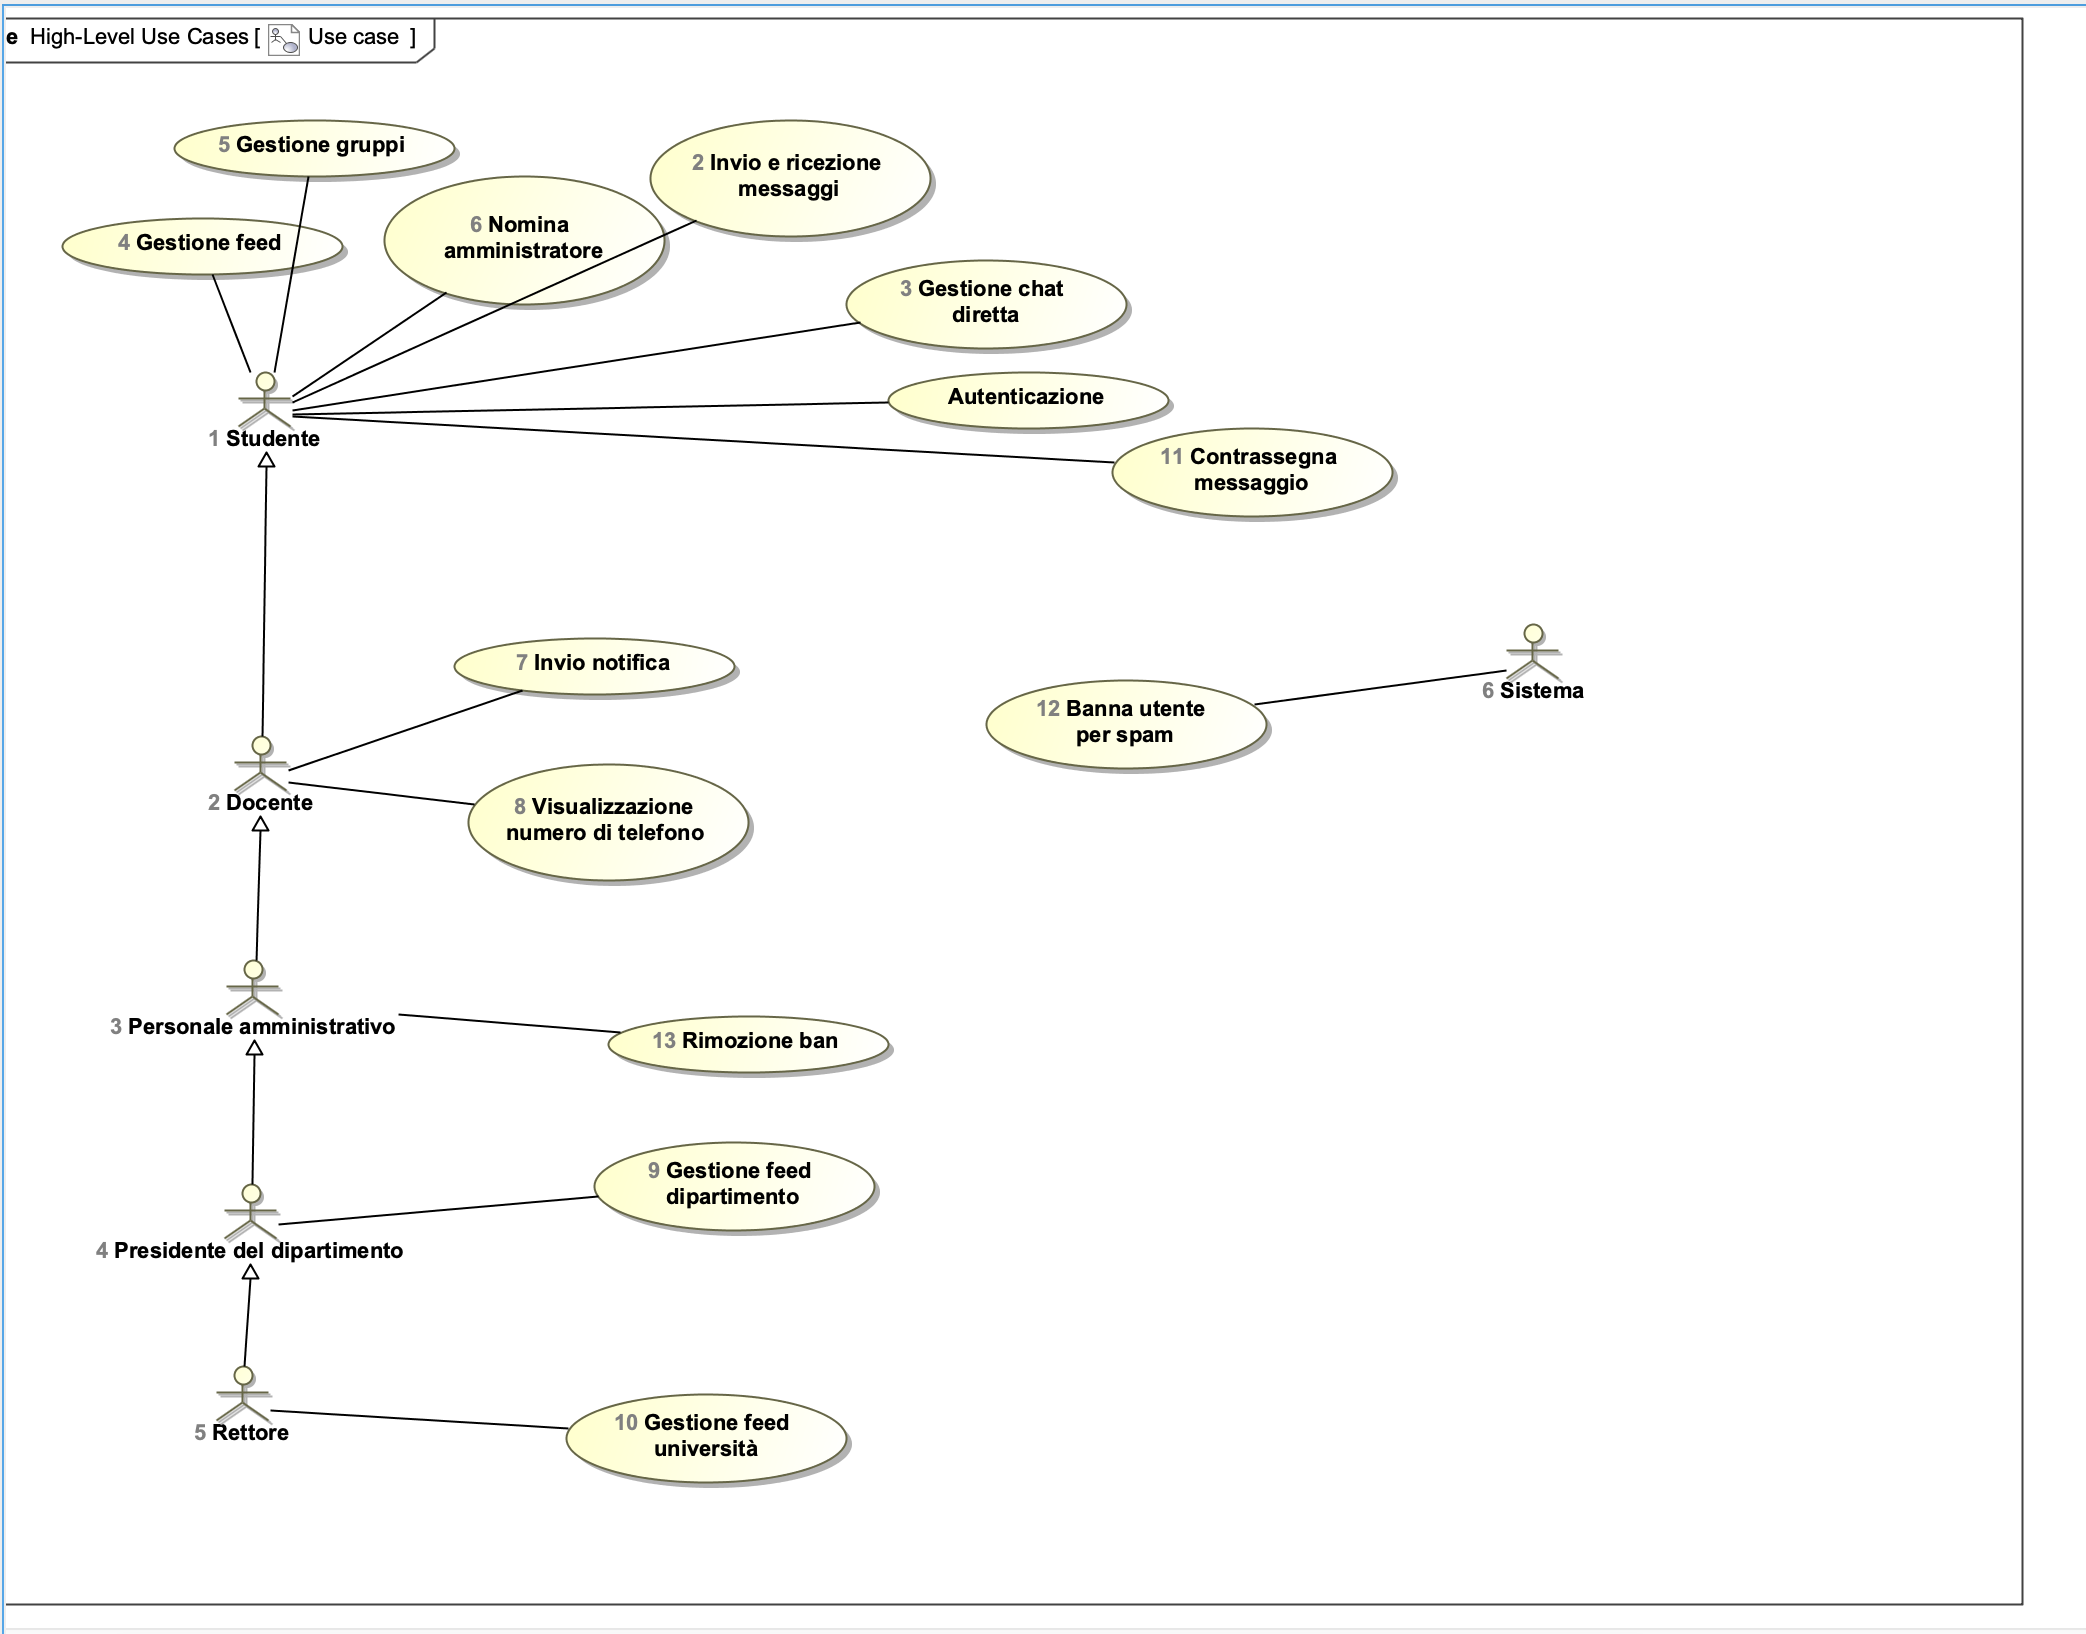 e High-Level Use Cases [ Use case ]
5 Gestione gruppi
2 Invio e ricezione
messaggi
6 Nomina
amministratore
4 Gestione feed
3 Gestione chat
diretta
Autenticazione
1 Studente
11 Contrassegna
messaggio
7 Invio notifica
6 Sistema
12 Banna utente
per spam
2 Docente
8 Visualizzazione
numero di telefono
3 Personale amministrativo
13 Rimozione ban
9 Gestione feed
dipartimento
4 Presidente del dipartimento
5 Rettore
10 Gestione feed
università